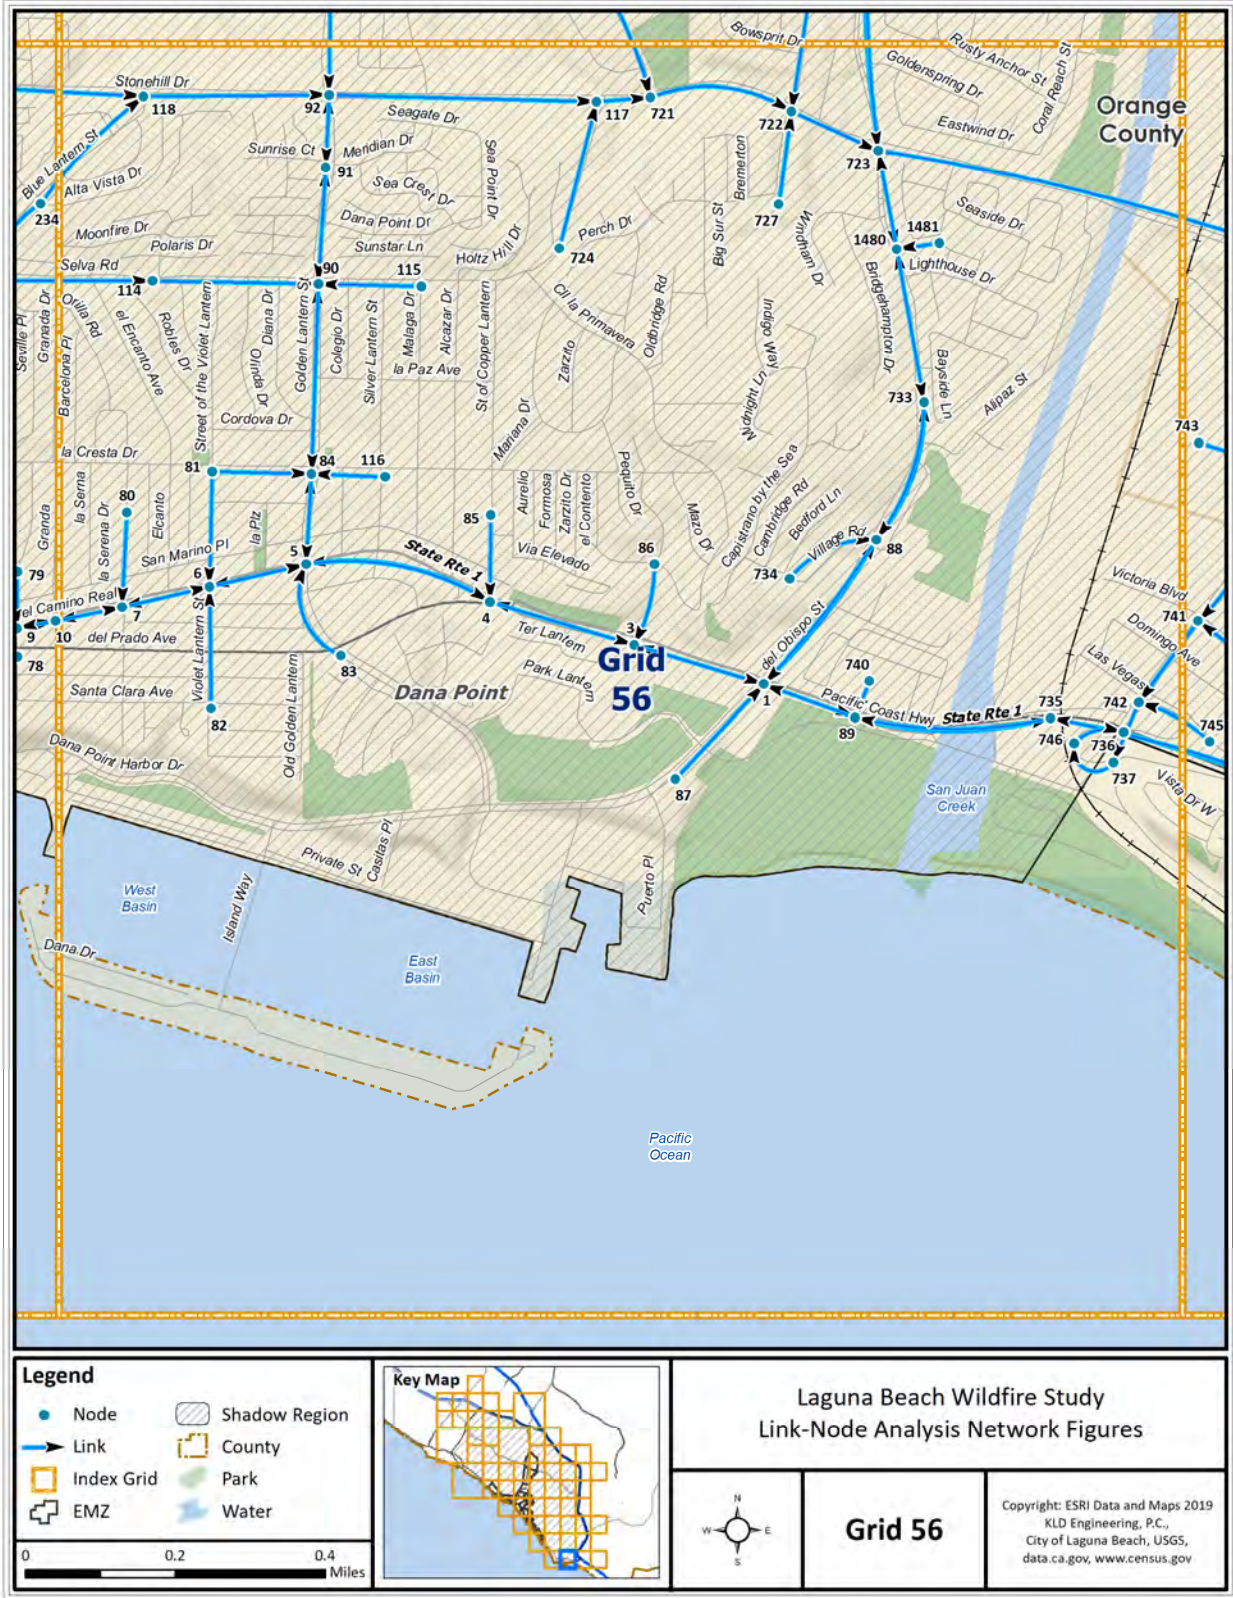 Bowsprit Dr
Rusty Anchor St
Goldenspring Dr
Coral Reach St
Orange
County
Stonehill Dr
118
92
Seagate Dr
117
721
722
Eastwind Dr
723
Blue Lantern St
Sunrise Ct
Meridian Dr
91
Sea Point Dr
Bremerton
Alta Vista Dr
Sea Crest Dr
234
727
Seaside Dr
Moonfire Dr
Dana Point Dr
Perch Dr
Big Sur St
Windham Dr
1480
1481
Polaris Dr
Sunstar Ln
Holtz Hill Dr
724
Lighthouse Dr
Selva Rd
114
90
115
Seville Pl
Granada Dr
Orilla Rd
Barcelona Pl
el Encanto Ave
Robles Dr
Street of the Violet Lantern
Olinda Dr
Diana Dr
Golden Lantern St
Colegio Dr
Silver Lantern St
Malaga Dr
Alcazar Dr
St of Copper Lantern
Cll la Primavera
Zarzito
Oldbridge Rd
Indigo Way
Midnight Ln
Bridgehampton Dr
Bayside Ln
Alipaz St
la Paz Ave
Mariana Dr
733
743
Cordova Dr
la Cresta Dr
81
84
116
80
Granda
la Serna
la Serena Dr
Elcanto
la Plz
85
Aurelio
Formosa
Zarzito Dr
el Contento
Pequito Dr
Mazo Dr
Capistrano by the Sea
Cambridge Rd
Bedford Ln
Village Rd
88
734
San Marino Pl
5
State Rte 1
Via Elevado
86
79
6
Victoria Blvd
el Camino Real
7
4
741
9
10
del Prado Ave
Violet Lantern St
Ter Lantern
3
del Obispo St
Domingo Ave
78
83
Grid
56
Park Lantern
740
Las Vegas
Santa Clara Ave
82
Old Golden Lantern
Dana Point
1
Pacific Coast Hwy
89
State Rte 1
735
742
745
746
736
737
Dana Point Harbor Dr
87
San Juan
Creek
Vista Dr W
Private St
Casitas Pl
Puerto Pl
West
Basin
Island Way
Dana Dr
East
Basin
Pacific
Ocean
Legend
Node
Link
Index Grid
EMZ
Shadow Region
County
Park
Water
0
0.2
0.4
Miles
Key Map
Laguna Beach Wildfire Study
Link-Node Analysis Network Figures
N
W
E
S
Grid 56
Copyright: ESRI Data and Maps 2019
KLD Engineering, P.C.,
City of Laguna Beach, USGS,
data.ca.gov, www.census.gov